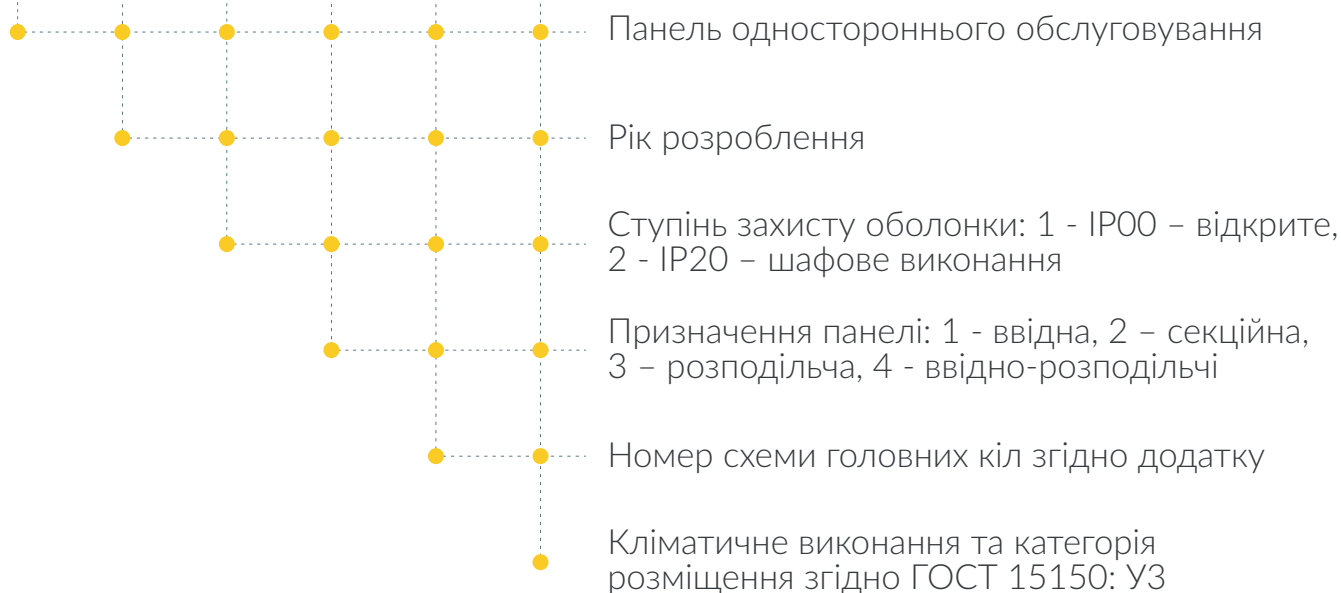 Панель одностороннього обслуговування
Рік розроблення
Ступінь захисту оболонки: 1 - IP00 – відкрите,
2 - IP20 – шафове виконання
Призначення панелі: 1 - ввідна, 2 – секційна,
3 – розподільча, 4 - ввідно-розподільчі
Номер схеми головних кіл згідно додатку
Кліматичне виконання та категорія
розміщення згідно ГОСТ 15150: У3